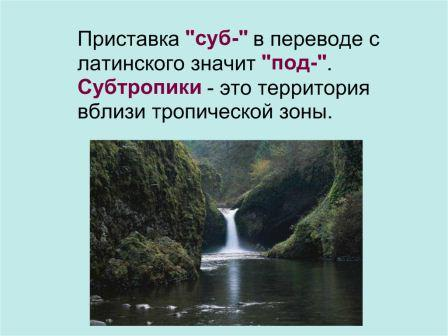 Приставка "суб-" в переводе с
латинского значит "под-".
Субтропики - это территория
вблизи тропической зоны.